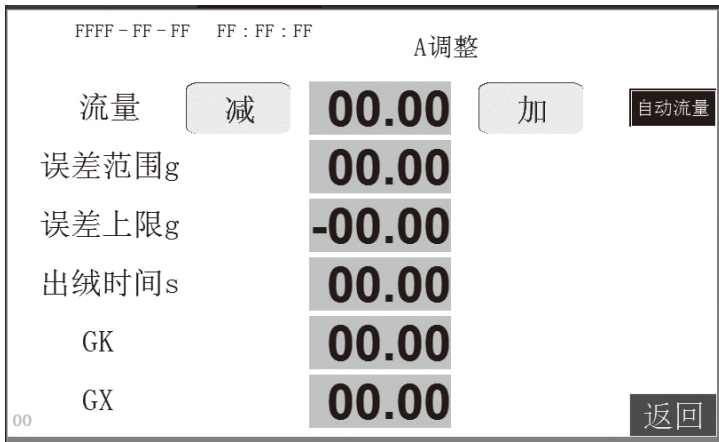 FFFF-FF-FF FF:FF:FF
A调整
流量 减 00.00 加 自动流量
误差范围g 00.00
误差上限g -00.00
出绒时间s 00.00
GK 00.00
GX 00.00
00 返回